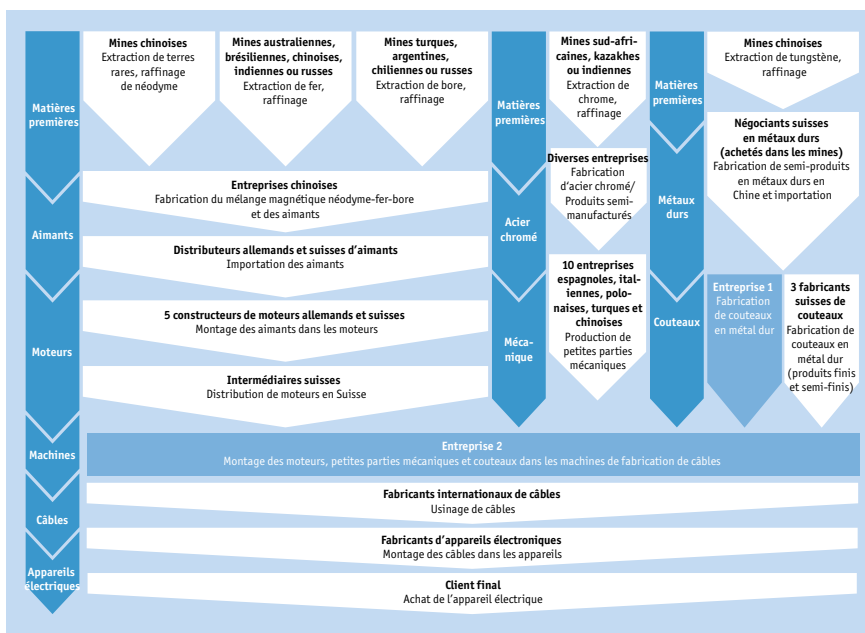 Matières
premières
Mines chinoises
Extraction de terres
rares, raffinage
de néodyme
Mines australiennes,
brésiliennes, chinoises,
indiennes ou russes
Extraction de fer,
raffinage
Mines turques,
argentines,
chiliennes ou russes
Extraction de bore,
raffinage
Entreprises chinoises
Fabrication du mélange magnétique néodyme-fer-bore
et des aimants
Aimants
Distributeurs allemands et suisses d’aimants
Importation des aimants
Moteurs
5 constructeurs de moteurs allemands et suisses
Montage des aimants dans les moteurs
Intermédiaires suisses
Distribution de moteurs en Suisse
Matières
premières
Mines sud-afri-
caines, kazakhes
ou indiennes
Extraction de
chrome,
raffinage
Acier
chromé
Diverses entreprises
Fabrication
d’acier chromé/
Produits semi-
manufacturés
Méca-
nique
10 entreprises
espagnoles, ital-
iennes, polo-
naises, turques et
chinoises
Production de
petites parties
mécaniques
Matières
premières
Mines chinoises
Extraction de tungstène,
raffinage
Métaux
durs
Négociants suisses
en métaux durs
(achetés dans les mines)
Fabrication de semi-produits
en métaux durs en
Chine et importation
Couteaux
Entreprise 1
Fabrication
de couteaux
en métal dur
3 fabricants
suisses de
couteaux
Fabrication de
couteaux en
métal dur
(produits finis
et semi-finis)
Machines
Entreprise 2
Montage des moteurs, petites parties mécaniques et couteaux dans les machines de fabrication de câbles
Câbles
Fabricants internationaux de câbles
Usinage de câbles
Fabricants d’appareils électroniques
Montage des câbles dans les appareils
Appareils
électriques
Client final
Achat de l’appareil électrique